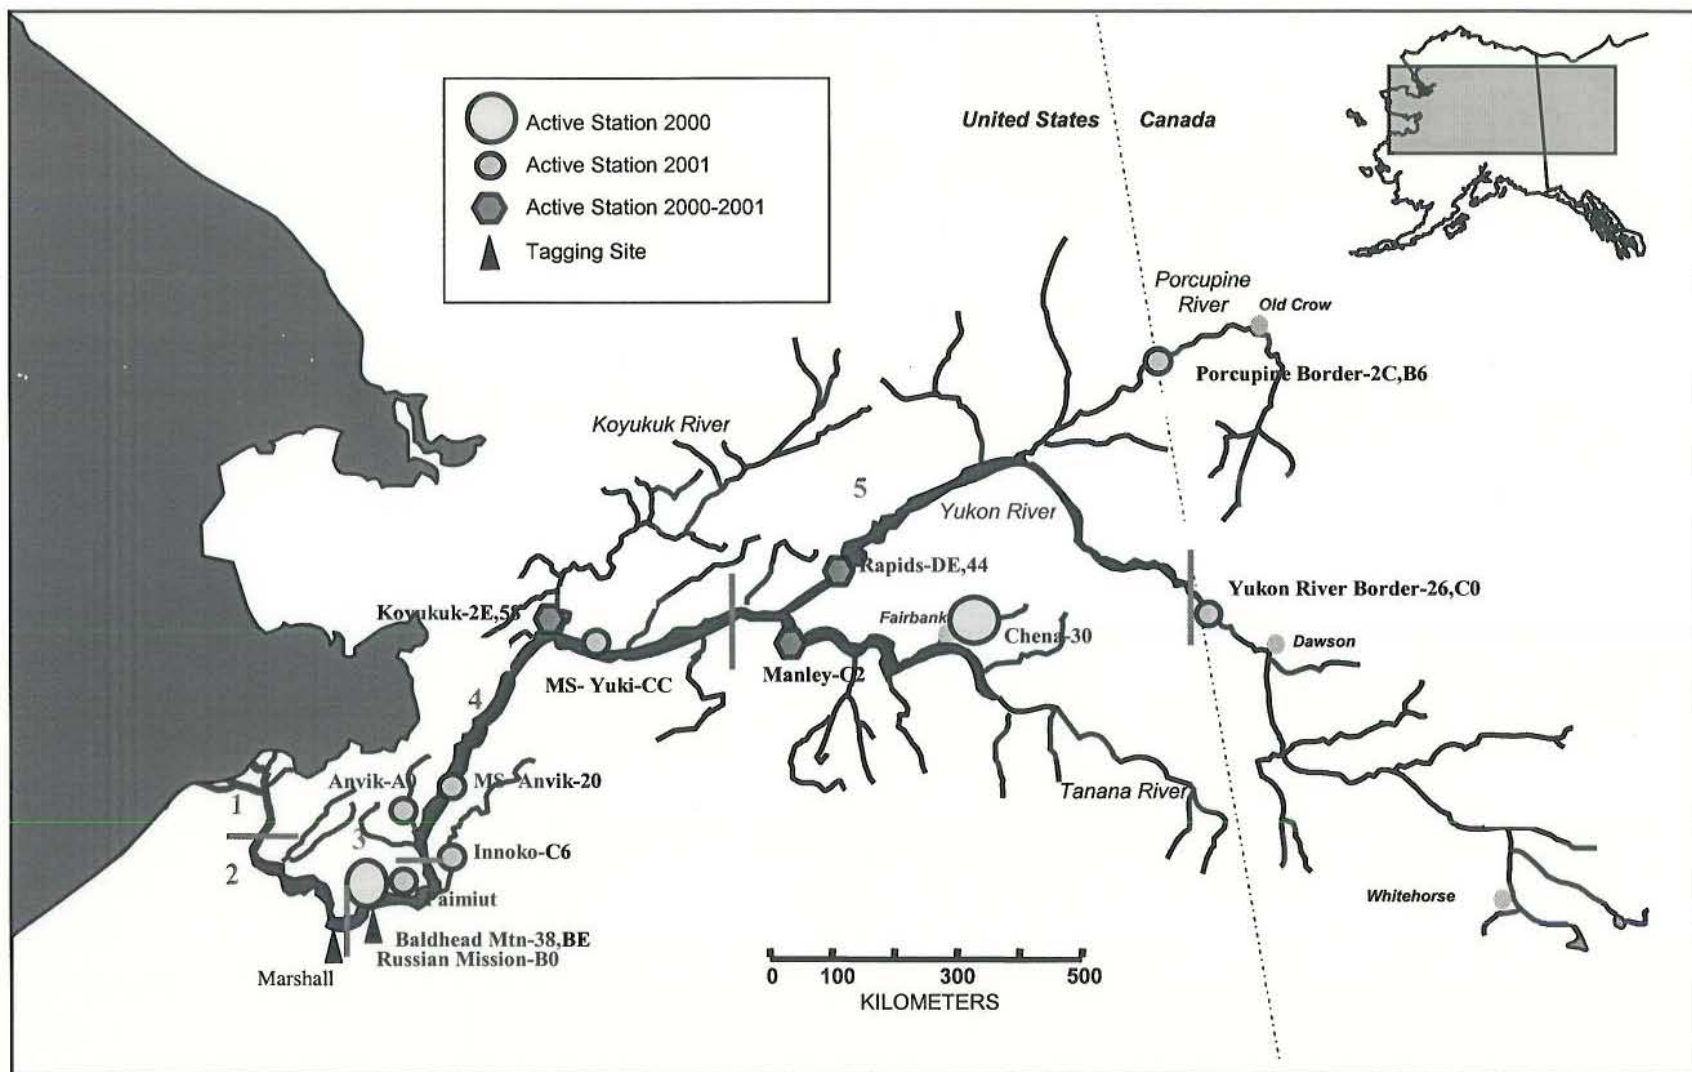 Active Station 2000
Active Station 2001
Active Station 2000-2001
Tagging Site
United States
Canada
Porcupine
River
Old Crow
Porcupine Border-2C,B6
Koyukuk River
5
Yukon River
Rapids-DE,44
Yukon River Border-26,C0
Koyukuk-2E,58
Fairbank
Chena-30
Dawson
MS- Yuki-CC
Manley-C2
4
Anvik-A0
MS- Anvik-20
Tanana River
1
3
Innoko-C6
2
Paimiut
Whitehorse
Baldhead Mtn-38,BE
Russian Mission-B0
Marshall
0 100 300 500
KILOMETERS